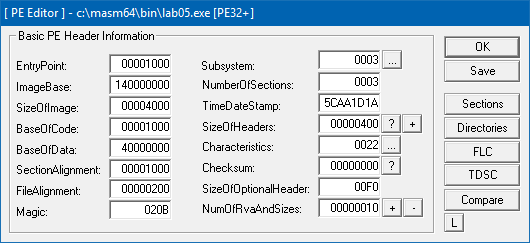 [ PE Editor ] - c:\masm64\bin\lab05.exe [PE32+]
Basic PE Header Information
EntryPoint: 00001000
ImageBase: 140000000
SizeOfImage: 00004000
BaseOfCode: 00001000
BaseOfData: 40000000
SectionAlignment: 00001000
FileAlignment: 00000200
Magic: 020B
Subsystem: 0003 ...
NumberOfSections: 0003
TimeDateStamp: 5CAA1D1A
SizeOfHeaders: 00000400 ? +
Characteristics: 0022 ...
Checksum: 00000000 ?
SizeOfOptionalHeader: 00F0
NumOfRvaAndSizes: 00000010 + -
OK
Save
Sections
Directories
FLC
TDSC
Compare
L